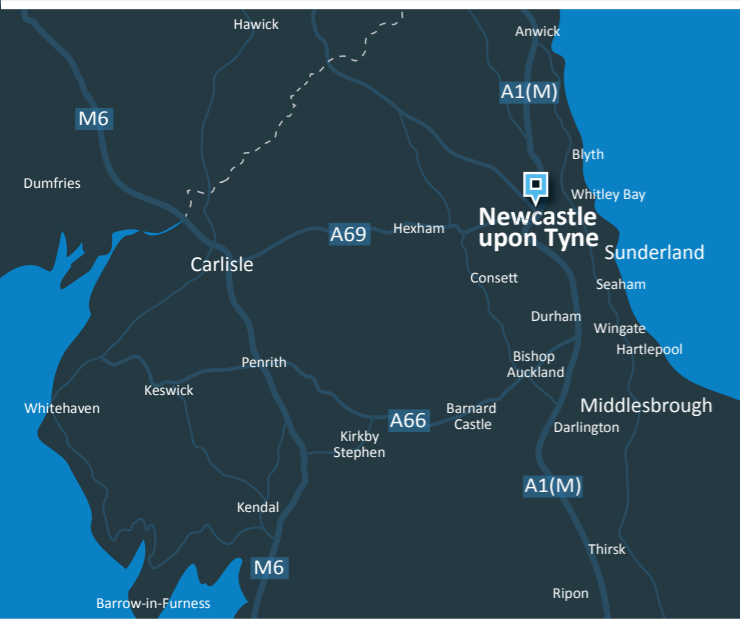 Hawick
Anwick
A1(M)
M6
Blyth
Dumfries
Whitley Bay
Newcastle
upon Tyne
A69
Hexham
Sunderland
Carlisle
Consett
Seaham
Durham
Wingate
Hartlepool
Bishop
Auckland
Penrith
Keswick
Whitehaven
Barnard
Castle
Middlesbrough
A66
Darlington
Kirkby
Stephen
A1(M)
Kendal
Thirsk
M6
Ripon
Barrow-in-Furness